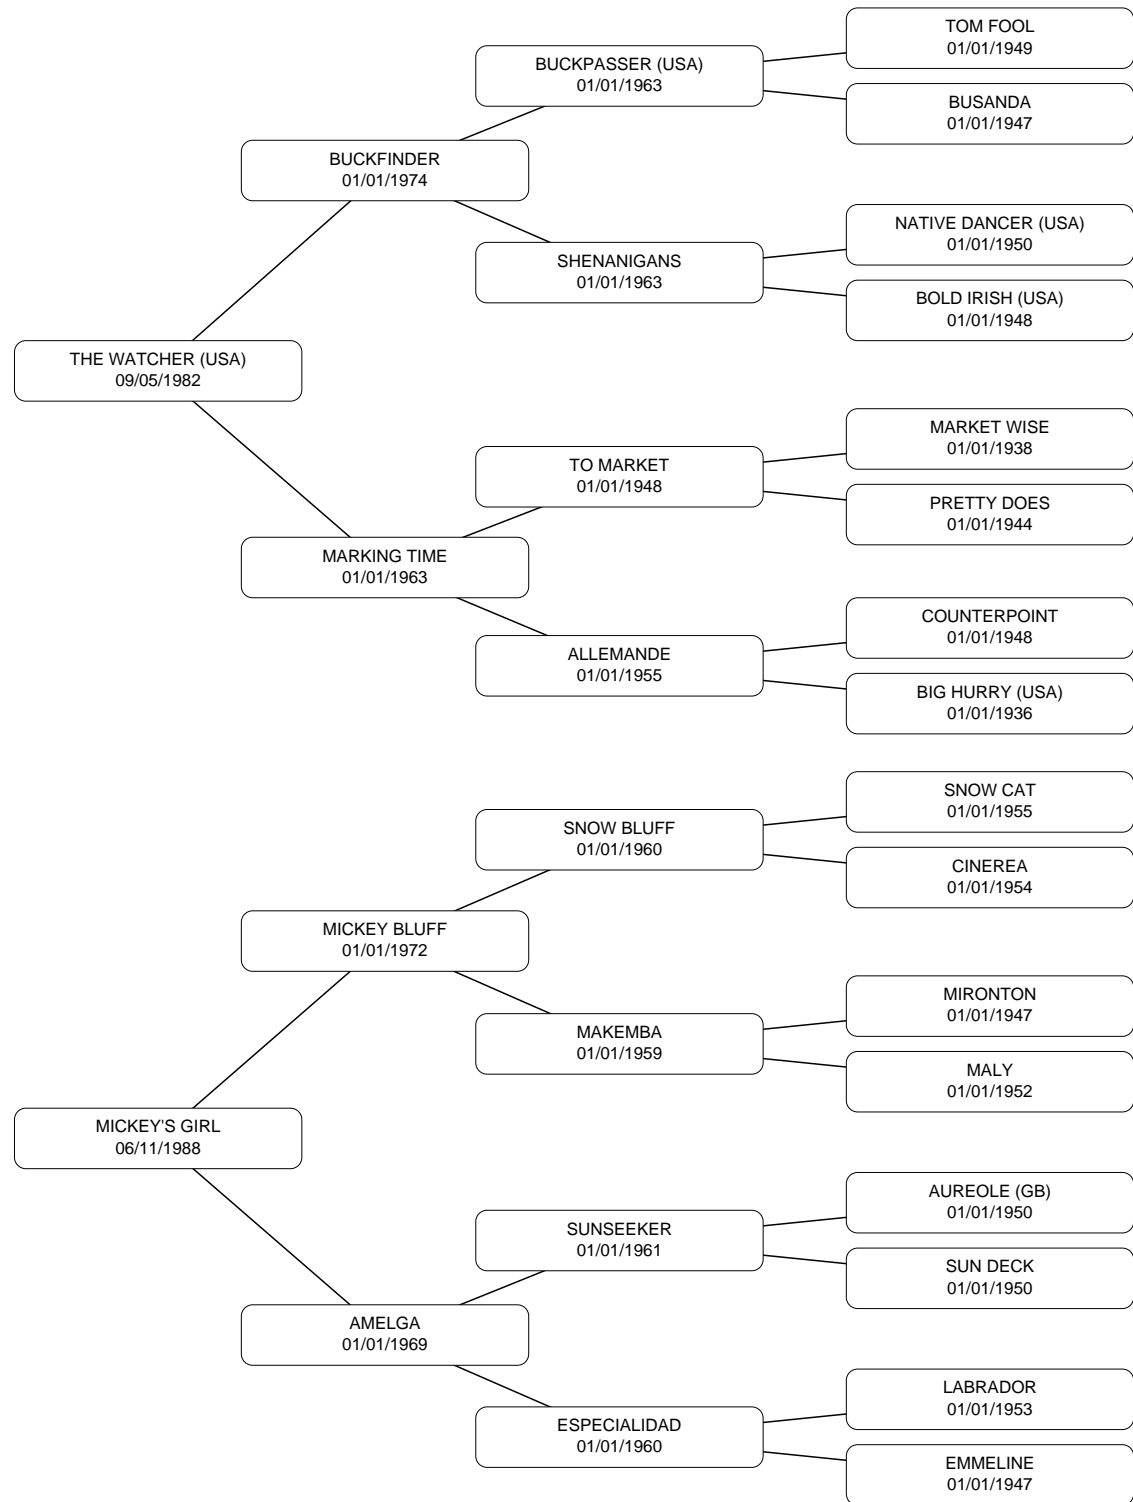 TOM FOOL
01/01/1949
BUCKPASSER (USA)
01/01/1963
BUSANDA
01/01/1947
BUCKFINDER
01/01/1974
NATIVE DANCER (USA)
01/01/1950
SHENANIGANS
01/01/1963
BOLD IRISH (USA)
01/01/1948
THE WATCHER (USA)
09/05/1982
MARKET WISE
01/01/1938
TO MARKET
01/01/1948
PRETTY DOES
01/01/1944
MARKING TIME
01/01/1963
COUNTERPOINT
01/01/1948
ALLEMANDE
01/01/1955
BIG HURRY (USA)
01/01/1936
SNOW CAT
01/01/1955
SNOW BLUFF
01/01/1960
CINEREA
01/01/1954
MICKEY BLUFF
01/01/1972
MIRONTON
01/01/1947
MAKEMBA
01/01/1959
MALY
01/01/1952
MICKEY'S GIRL
06/11/1988
AUREOLE (GB)
01/01/1950
SUNSEEKER
01/01/1961
SUN DECK
01/01/1950
AMELGA
01/01/1969
LABRADOR
01/01/1953
ESPECIALIDAD
01/01/1960
EMMELINE
01/01/1947